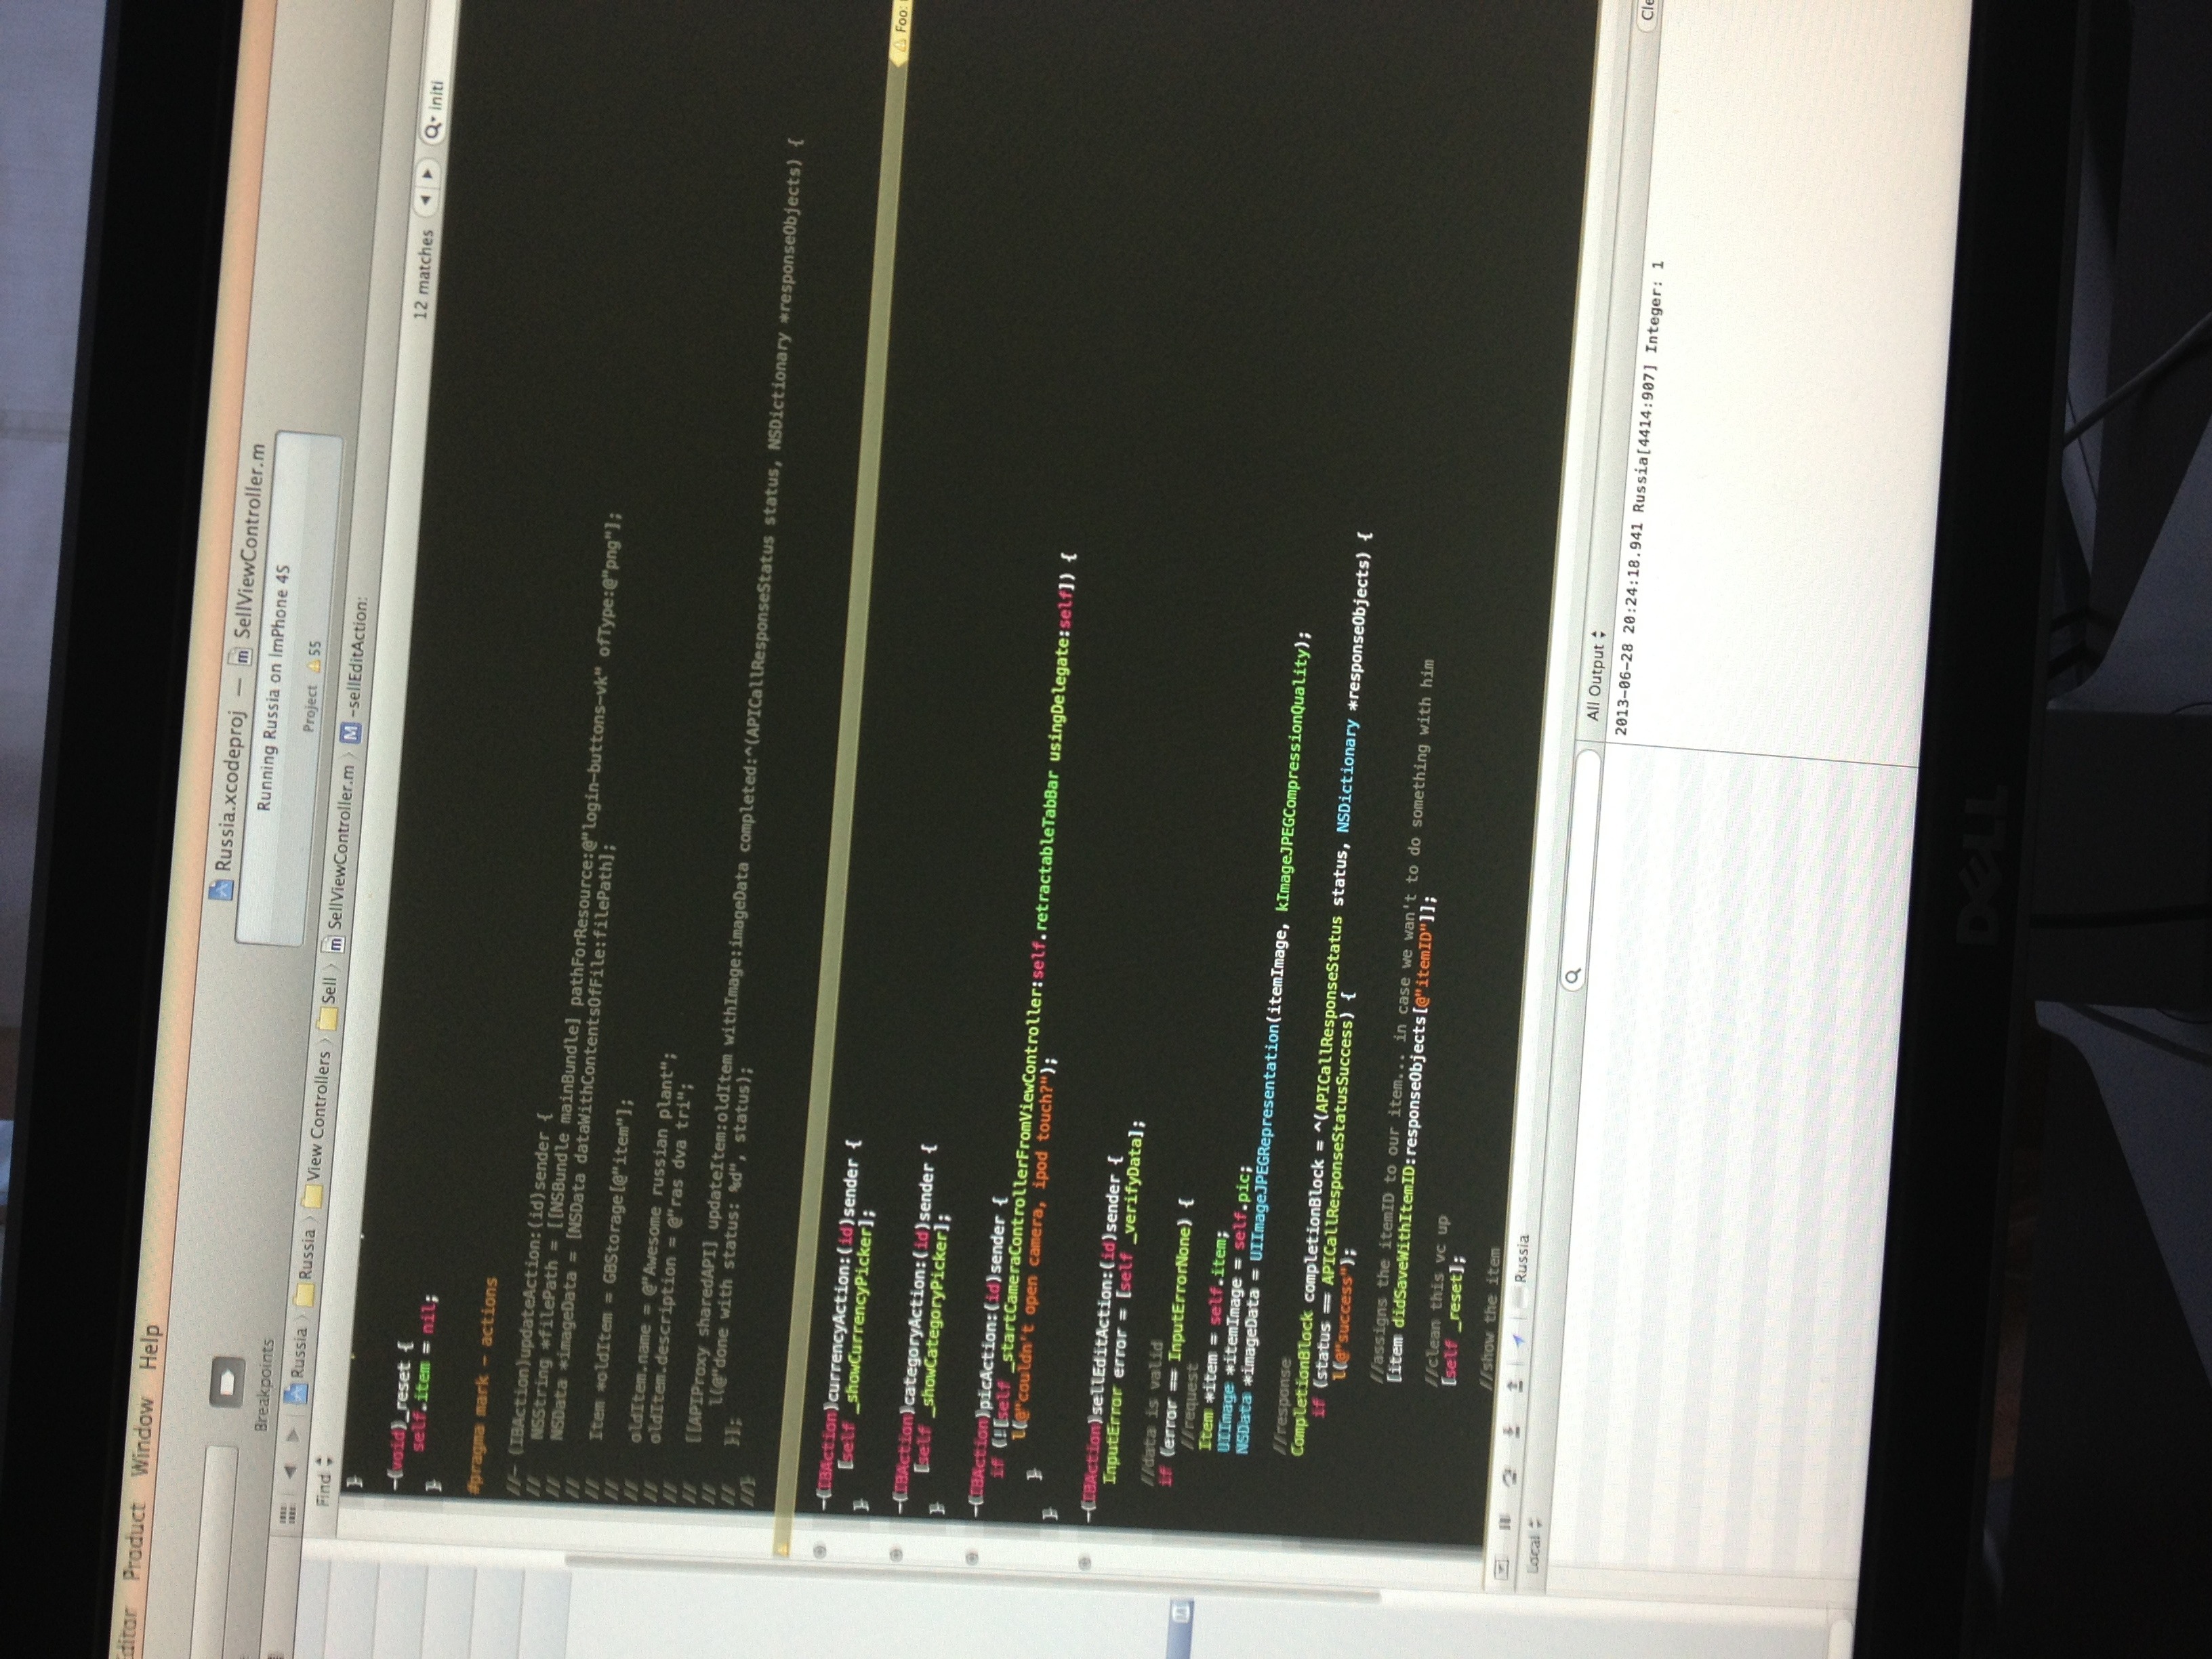 Editor Product Window Help
Russia.xcodeproj — SellViewController.m
Running Russia on ImPhone 4S
Project 55
Breakpoints
Russia Russia View Controllers Sell SellViewController.m M -sellEditAction:
Find
12 matches initi
}
-(void)_reset {
self.item = nil;
}
#pragma mark - actions
//- (IBAction)updateAction:(id)sender {
// NSString *filePath = [[NSBundle mainBundle] pathForResource:@"login-buttons-vk" ofType:@"png"];
// NSData *imageData = [NSData dataWithContentsOfFile:filePath];
//
// Item *oldItem = GBStorage[@"item"];
//
// oldItem.name = @"Awesome russian plant";
// oldItem.description = @"ras dva tri";
//
// [[APIProxy sharedAPI] updateItem:oldItem withImage:imageData completed:^(APICallResponseStatus status, NSDictionary *responseObjects) {
// l(@"done with status: %d", status);
// }];
//}
Foo:
-(IBAction)currencyAction:(id)sender {
[self _showCurrencyPicker];
}
-(IBAction)categoryAction:(id)sender {
[self _showCategoryPicker];
}
-(IBAction)picAction:(id)sender {
if (![self _startCameraControllerFromViewController:self.retractableTabBar usingDelegate:self]) {
l(@"couldn't open camera, ipod touch?");
}
}
-(IBAction)sellEditAction:(id)sender {
InputError error = [self _verifyData];
//data is valid
if (error == InputErrorNone) {
//request
Item *item = self.item;
UIImage *itemImage = self.pic;
NSData *imageData = UIImageJPEGRepresentation(itemImage, kImageJPEGCompressionQuality);
//response
CompletionBlock completionBlock = ^(APICallResponseStatus status, NSDictionary *responseObjects) {
if (status == APICallResponseStatusSuccess) {
l(@"success");
//assigns the itemID to our item... in case we wan't to do something with him
[item didSaveWithItemID:responseObjects[@"itemID"]];
//clean this vc up
[self _reset];
//show the item
Russia
Local
All Output
Cle
2013-06-28 20:24:18.941 Russia[4414:907] Integer: 1
DELL